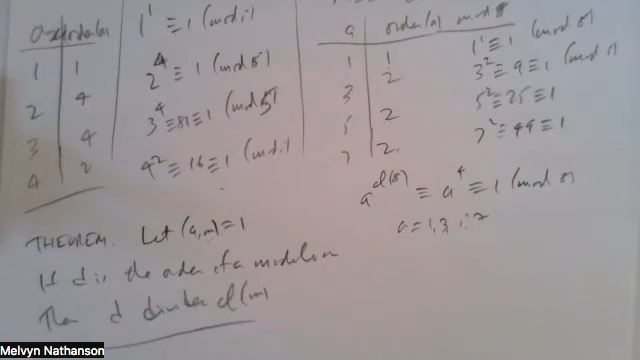 a order(a)
1 1 1^1 ≡ 1 (mod 5)
2 4 2^4 ≡ 1 (mod 5)
3 4 3^4 ≡ 81 ≡ 1 (mod 5)
4 2 4^2 ≡ 16 ≡ 1 (mod 5)
a order(a) mod 8
1 1 1^1 ≡ 1 (mod 8)
3 2 3^2 ≡ 9 ≡ 1 (mod 8)
5 2 5^2 ≡ 25 ≡ 1
7 2 7^2 ≡ 49 ≡ 1
a^φ(8) ≡ a^4 ≡ 1 (mod 8)
a = 1, 3, 5, 7
THEOREM. Let (a,m)=1
If d is the order of a modulo m
Then d divides φ(m)
Melvyn Nathanson